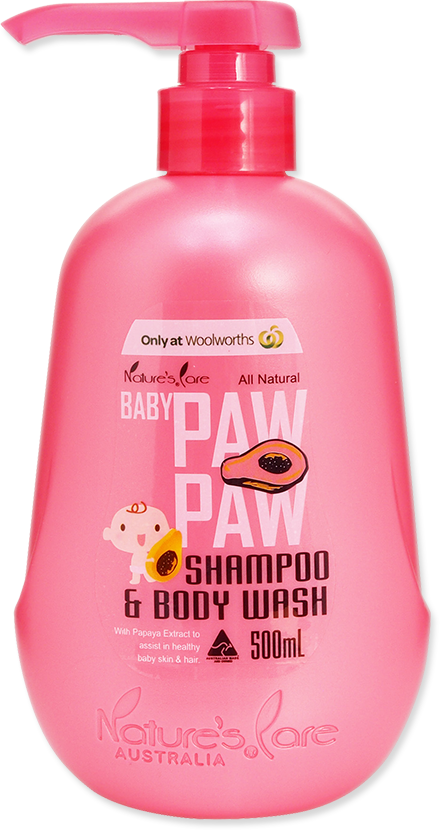 Only at Woolworths
Nature's Care
All Natural
BABY
PAW
PAW
SHAMPOO
& BODY WASH
With Papaya Extract to
assist in healthy
baby skin & hair.
500mL
Nature's Care
AUSTRALIA